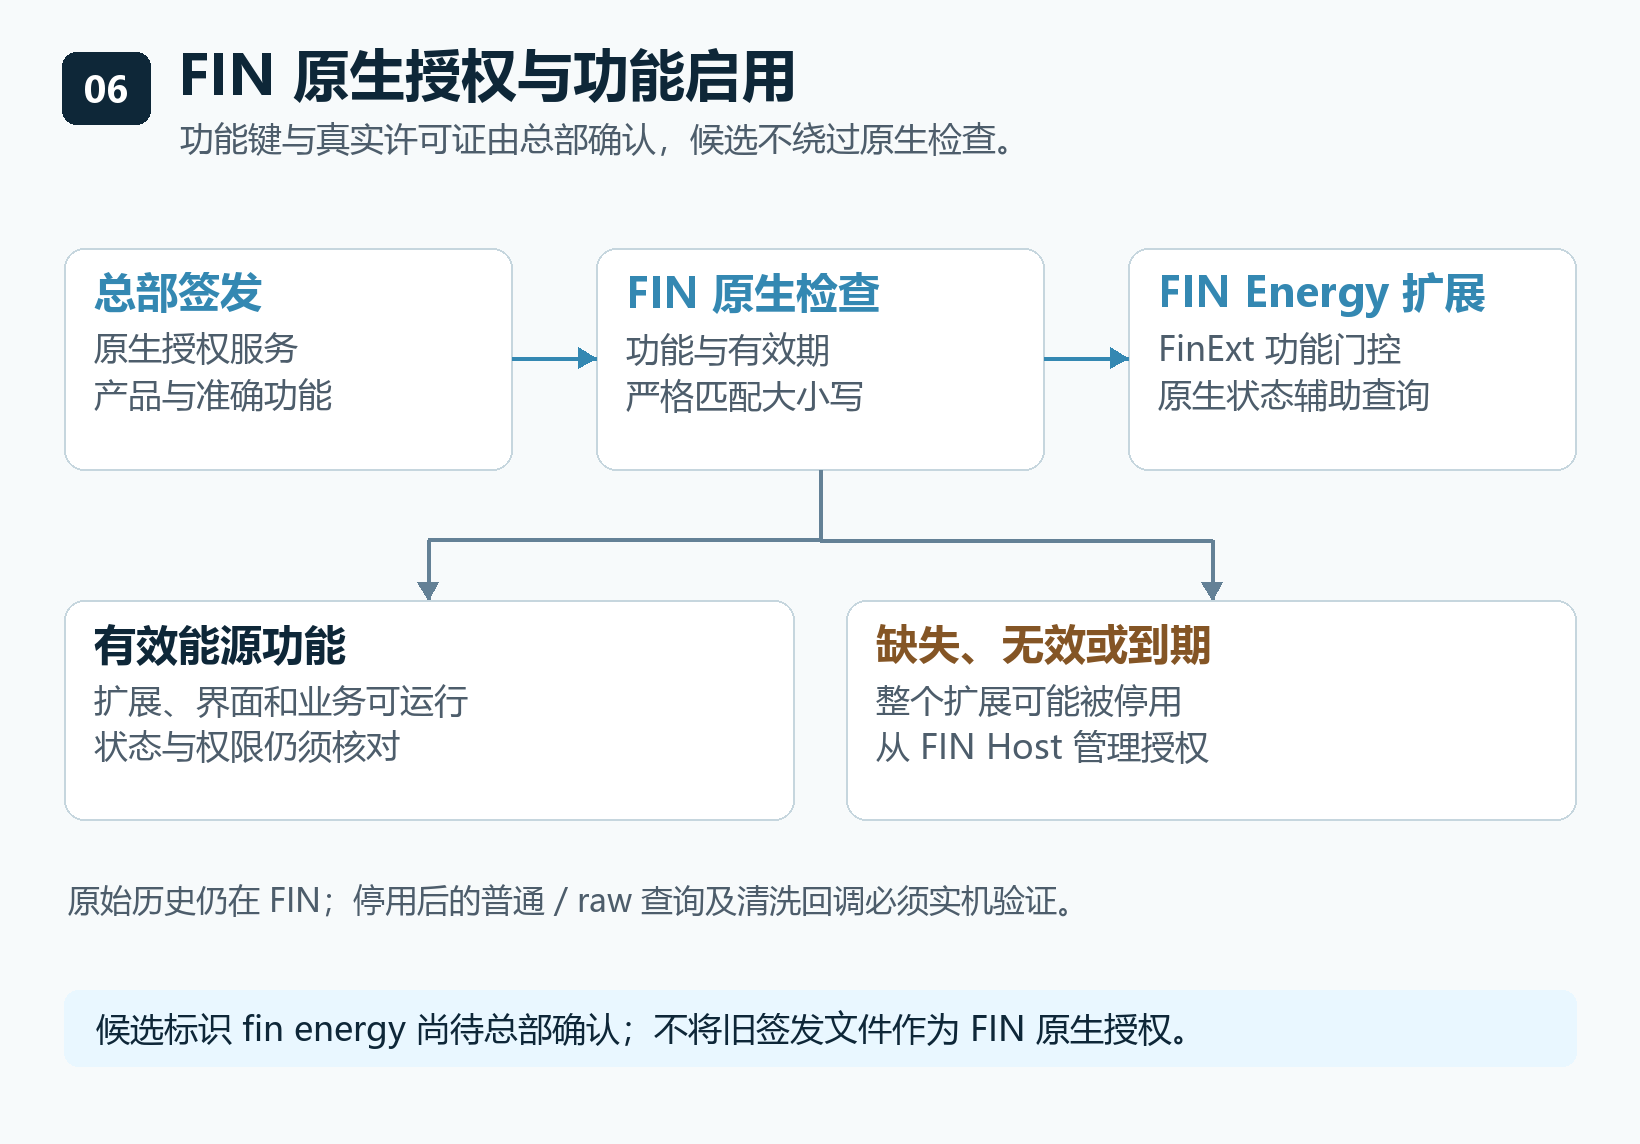 06
FIN 原生授权与功能启用
功能键与真实许可证由总部确认，候选不绕过原生检查。
总部签发
原生授权服务
产品与准确功能
FIN 原生检查
功能与有效期
严格匹配大小写
FIN Energy 扩展
FinExt 功能门控
原生状态辅助查询
有效能源功能
扩展、界面和业务可运行
状态与权限仍须核对
缺失、无效或到期
整个扩展可能被停用
从 FIN Host 管理授权
原始历史仍在 FIN；停用后的普通 / raw 查询及清洗回调必须实机验证。
候选标识 fin energy 尚待总部确认；不将旧签发文件作为 FIN 原生授权。